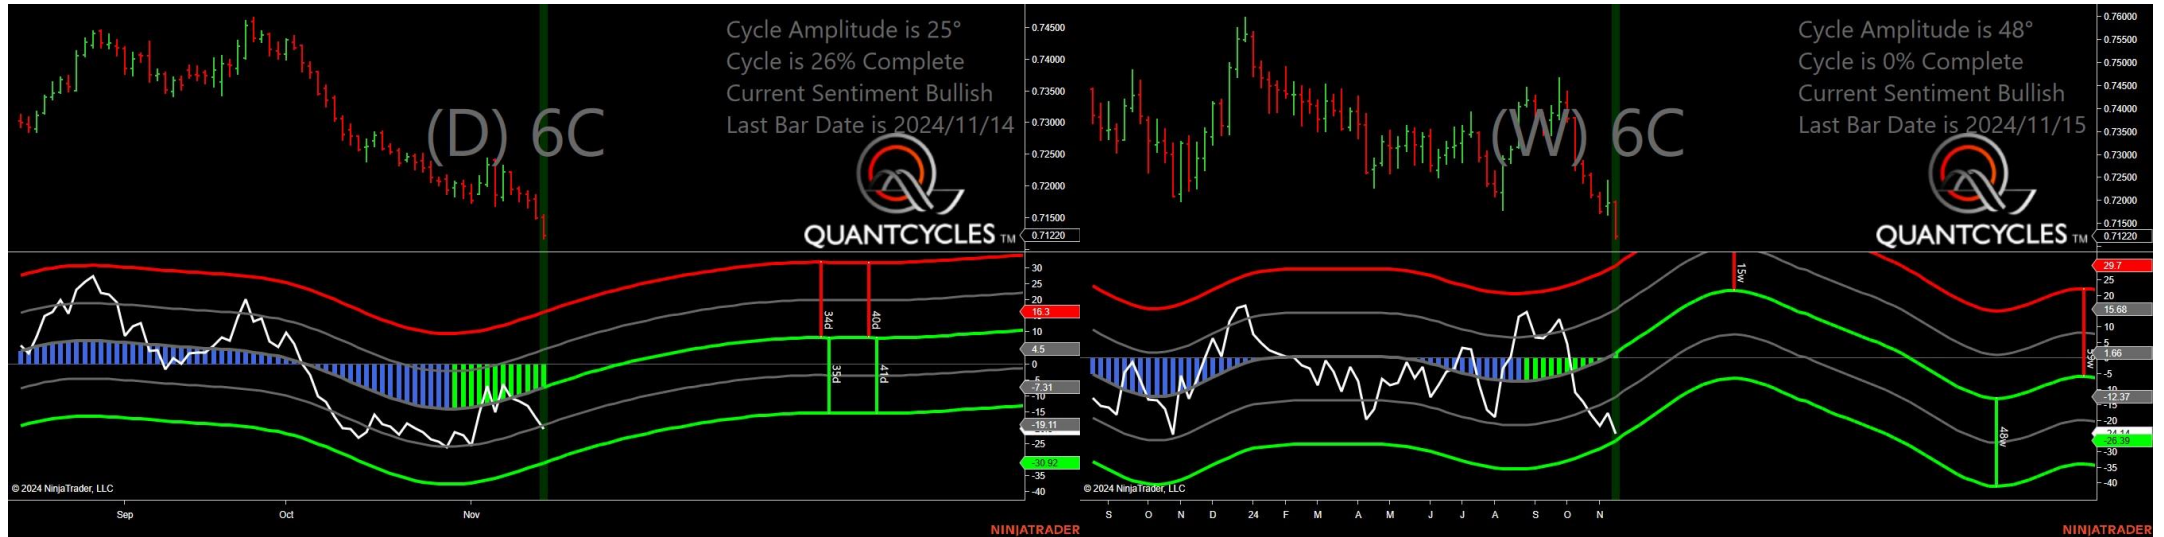 Cycle Amplitude is 25°
Cycle is 26% Complete
Current Sentiment Bullish
Last Bar Date is 2024/11/14
(D) 6C
QUANTCYCLES TM
0.74500
0.74000
0.73500
0.73000
0.72500
0.72000
0.71500
0.71220
30
25
20
16.3
10
4.5
0
-7.31
-10
-15
-19.11
-25
-30.92
-35
-40
34d
40d
35d
41d
© 2024 NinjaTrader, LLC
Sep
Oct
Nov
NINJATRADER
Cycle Amplitude is 48°
Cycle is 0% Complete
Current Sentiment Bullish
Last Bar Date is 2024/11/15
(W) 6C
QUANTCYCLES TM
0.76000
0.75500
0.75000
0.74500
0.74000
0.73500
0.73000
0.72500
0.72000
0.71500
0.71220
29.7
25
20
15.68
10
5
1.66
-5
-10
-12.37
-15
-20
-26.39
-30
-35
-40
15w
59w
48w
© 2024 NinjaTrader, LLC
S O N D 24 F M A M J J A S O N
NINJATRADER